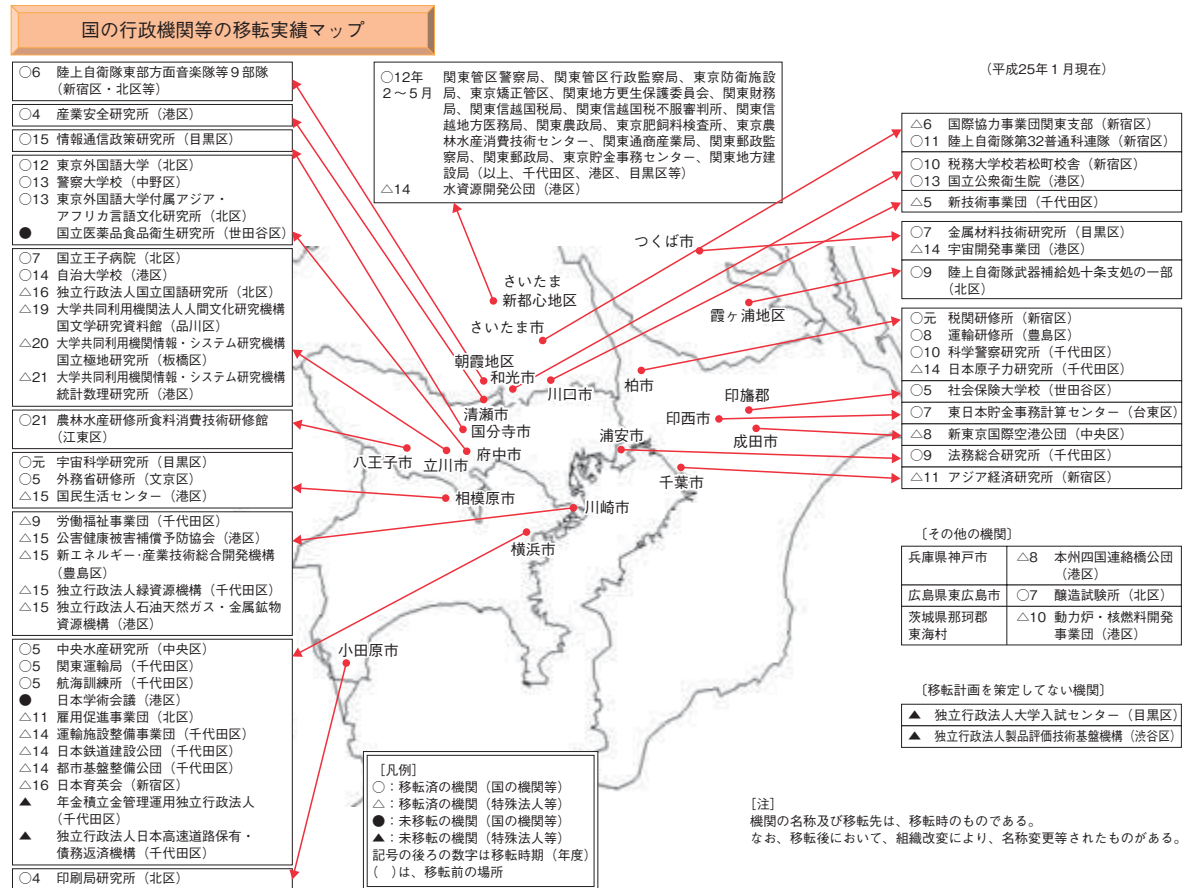 国の行政機関等の移転実績マップ
(平成25年1月現在)
○6 陸上自衛隊東部方面音楽隊等9部隊
(新宿区・北区等)
○4 産業安全研究所(港区)
○15 情報通信政策研究所(目黒区)
○12 東京外国語大学(北区)
○13 警察大学校(中野区)
○13 東京外国語大学付属アジア・
アフリカ言語文化研究所(北区)
● 国立医薬品食品衛生研究所(世田谷区)
○7 国立王子病院(北区)
○14 自治大学校(港区)
△16 独立行政法人国立国語研究所(北区)
△19 大学共同利用機関法人人間文化研究機構
国文学研究資料館(品川区)
△20 大学共同利用機関情報・システム研究機構
国立極地研究所(板橋区)
△21 大学共同利用機関情報・システム研究機構
統計数理研究所(港区)
○21 農林水産研修所食料消費技術研修館
(江東区)
○元 宇宙科学研究所(目黒区)
○5 外務省研修所(文京区)
△15 国民生活センター(港区)
△9 労働福祉事業団(千代田区)
△15 公害健康被害補償予防協会(港区)
△15 新エネルギー・産業技術総合開発機構
(豊島区)
△15 独立行政法人緑資源機構(千代田区)
△15 独立行政法人石油天然ガス・金属鉱物
資源機構(港区)
○5 中央水産研究所(中央区)
○5 関東運輸局(千代田区)
○5 航海訓練所(千代田区)
● 日本学術会議(港区)
△11 雇用促進事業団(北区)
△14 運輸施設整備事業団(千代田区)
△14 日本鉄道建設公団(千代田区)
△14 都市基盤整備公団(千代田区)
△16 日本育英会(新宿区)
▲ 年金積立金管理運用独立行政法人
(千代田区)
▲ 独立行政法人日本高速道路保有・
債務返済機構(千代田区)
○4 印刷局研究所(北区)
○12年 関東管区警察局、関東管区行政監察局、東京防衛施設
2～5月 局、東京矯正管区、関東地方更生保護委員会、関東財務
局、関東信越国税局、関東信越国税不服審判所、関東信
越地方医務局、関東農政局、東京肥飼料検査所、東京農
林水産消費技術センター、関東通商産業局、関東郵政監
察局、関東郵政局、東京貯金事務センター、関東地方建
設局(以上、千代田区、港区、目黒区等)
△14 水資源開発公団(港区)
つくば市
さいたま
新都心地区
さいたま市
霞ヶ浦地区
朝霞地区
和光市
川口市
柏市
印旛郡
清瀬市
国分寺市
印西市
成田市
浦安市
八王子市
立川市
府中市
千葉市
相模原市
川崎市
横浜市
小田原市
△6 国際協力事業団関東支部(新宿区)
○11 陸上自衛隊第32普通科連隊(新宿区)
○10 税務大学校若松町校舎(新宿区)
○13 国立公衆衛生院(港区)
△5 新技術事業団(千代田区)
○7 金属材料技術研究所(目黒区)
△14 宇宙開発事業団(港区)
○9 陸上自衛隊武器補給処十条支処の一部
(北区)
○元 税関研修所(新宿区)
○8 運輸研修所(豊島区)
○10 科学警察研究所(千代田区)
△14 日本原子力研究所(千代田区)
○5 社会保険大学校(世田谷区)
○7 東日本貯金事務計算センター(台東区)
△8 新東京国際空港公団(中央区)
○9 法務総合研究所(千代田区)
△11 アジア経済研究所(新宿区)
〔その他の機関〕
兵庫県神戸市 △8 本州四国連絡橋公団
(港区)
広島県東広島市 ○7 醸造試験所(北区)
茨城県那珂郡 △10 動力炉・核燃料開発
東海村 事業団(港区)
〔移転計画を策定してない機関〕
▲ 独立行政法人大学入試センター(目黒区)
▲ 独立行政法人製品評価技術基盤機構(渋谷区)
[凡例]
○:移転済の機関(国の機関等)
△:移転済の機関(特殊法人等)
●:未移転の機関(国の機関等)
▲:未移転の機関(特殊法人等)
記号の後ろの数字は移転時期(年度)
( )は、移転前の場所
[注]
機関の名称及び移転先は、移転時のものである。
なお、移転後において、組織改変により、名称変更等されたものがある。